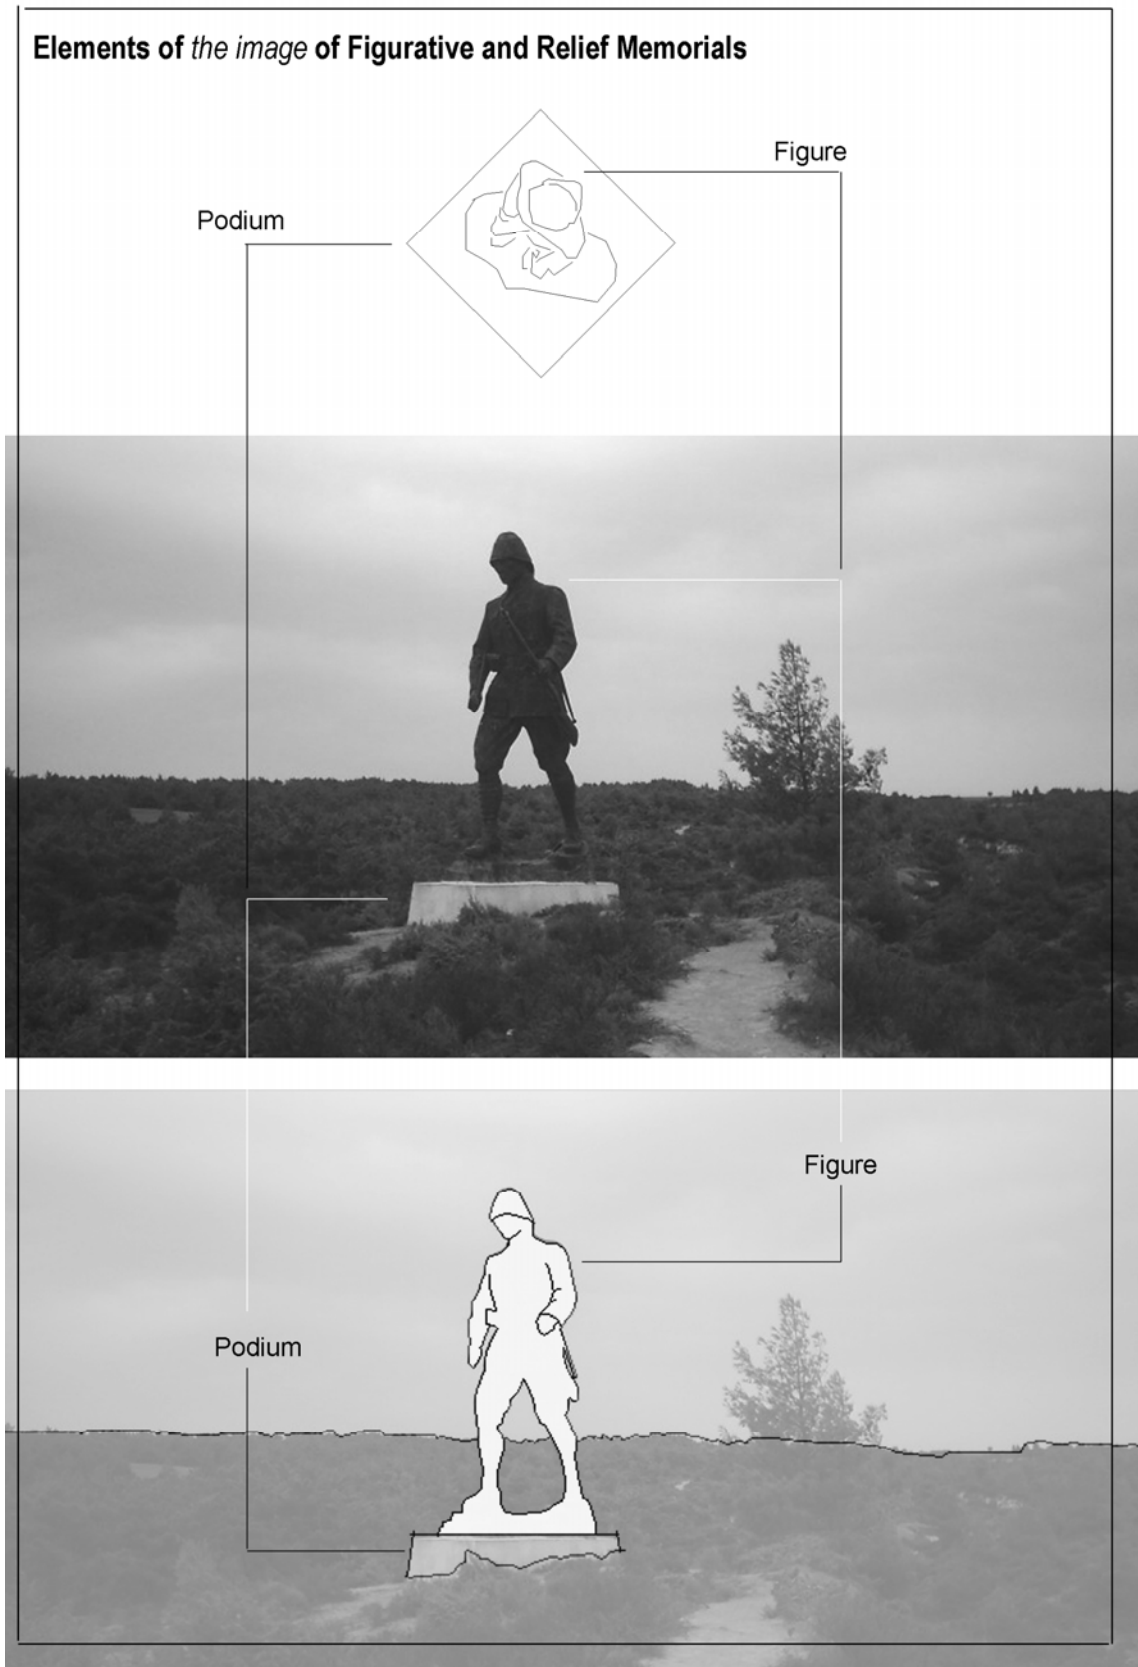 Elements of the image of Figurative and Relief Memorials
Figure
Podium
Figure
Podium